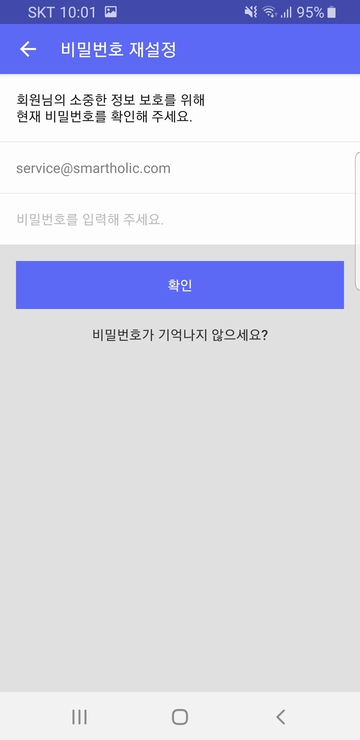 SKT 10:01 95%
비밀번호 재설정
회원님의 소중한 정보 보호를 위해
현재 비밀번호를 확인해 주세요.
service@smartholic.com
비밀번호를 입력해 주세요.
확인
비밀번호가 기억나지 않으세요?